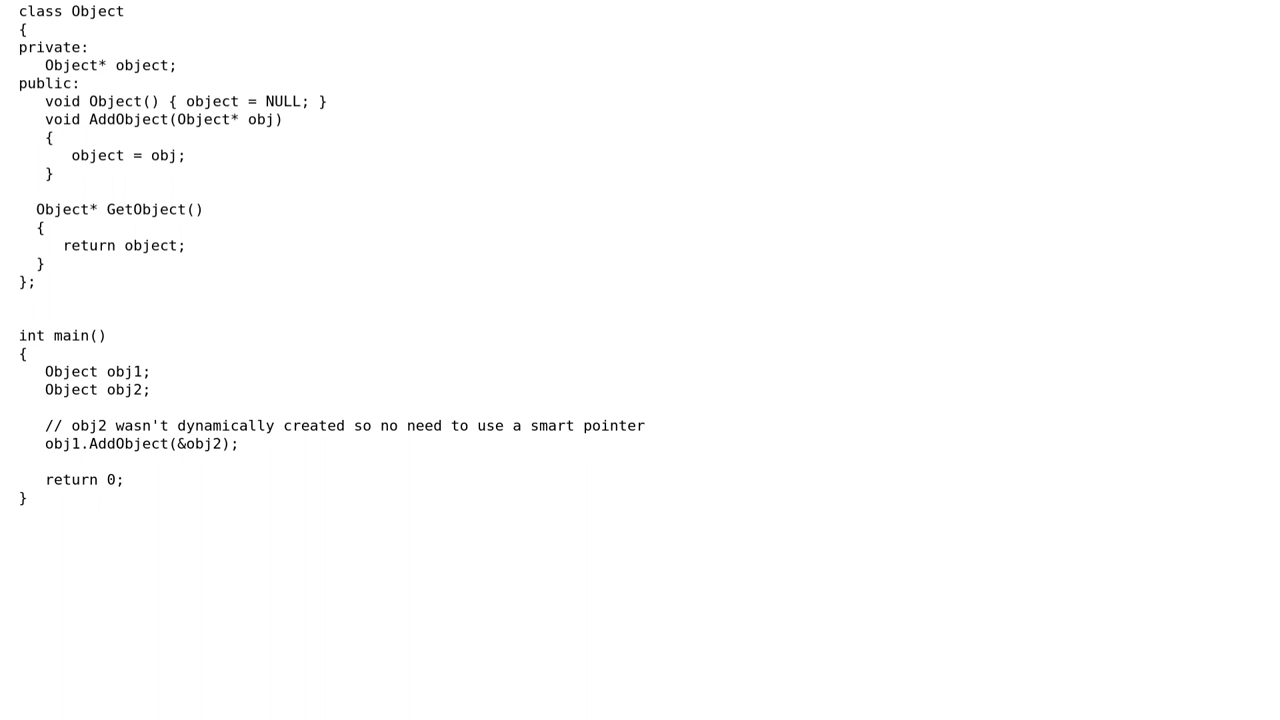 class Object
{
private:
   Object* object;
public:
   void Object() { object = NULL; }
   void AddObject(Object* obj)
   {
      object = obj;
   }

  Object* GetObject()
  {
     return object;
  }
};


int main()
{
   Object obj1;
   Object obj2;

   // obj2 wasn't dynamically created so no need to use a smart pointer
   obj1.AddObject(&obj2);

   return 0;
}